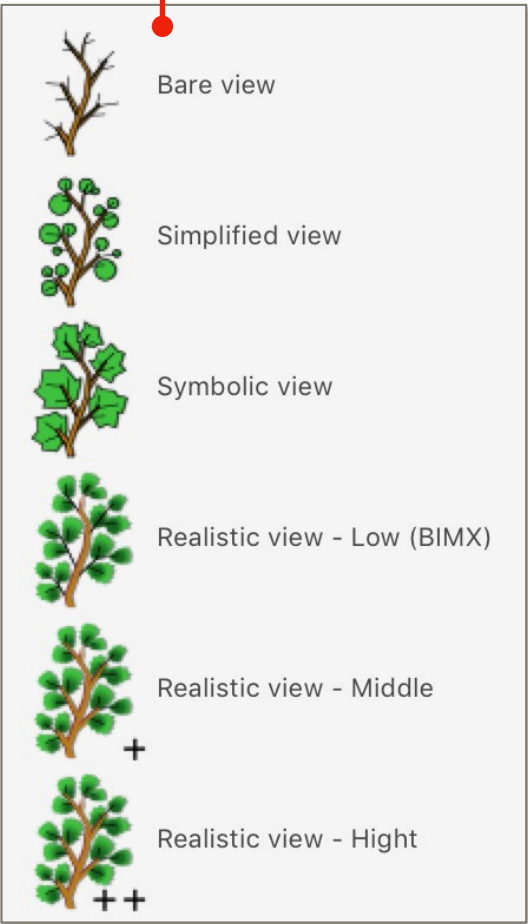 Bare view
Simplified view
Symbolic view
Realistic view - Low (BIMX)
Realistic view - Middle
+
Realistic view - Hight
++